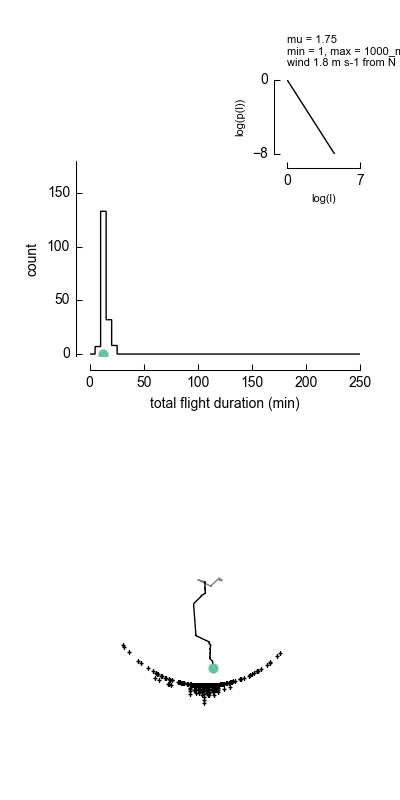 mu = 1.75
min = 1, max = 1000_m
wind 1.8 m s-1 from N
0
log(p(l))
−8
0 7
log(l)
150
100
count
50
0
0 50 100 150 200 250
total flight duration (min)